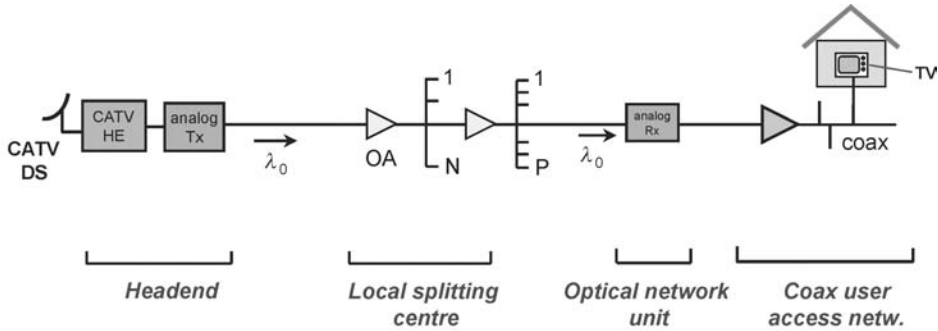 CATV
DS
CATV
HE
analog
Tx
λ0
OA
1
N
1
P
λ0
analog
Rx
coax
TV
Headend
Local splitting
centre
Optical network
unit
Coax user
access netw.